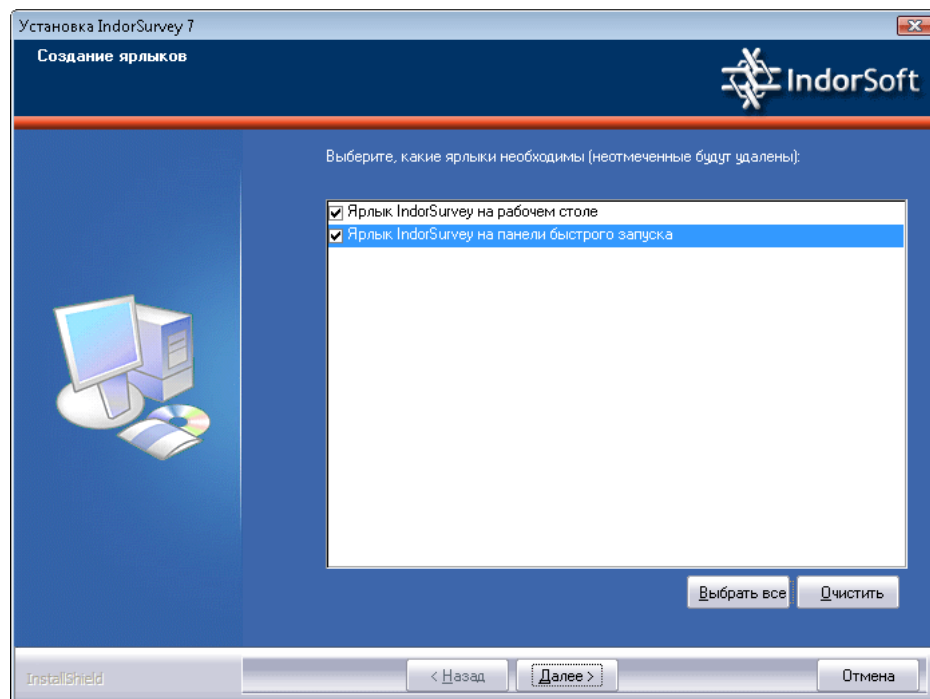 Установка IndorSurvey 7
Создание ярлыков
IndorSoft
Выберите, какие ярлыки необходимы (неотмеченные будут удалены):
Ярлык IndorSurvey на рабочем столе
Ярлык IndorSurvey на панели быстрого запуска
Выбрать все
Очистить
InstallShield
< Назад
Далее >
Отмена